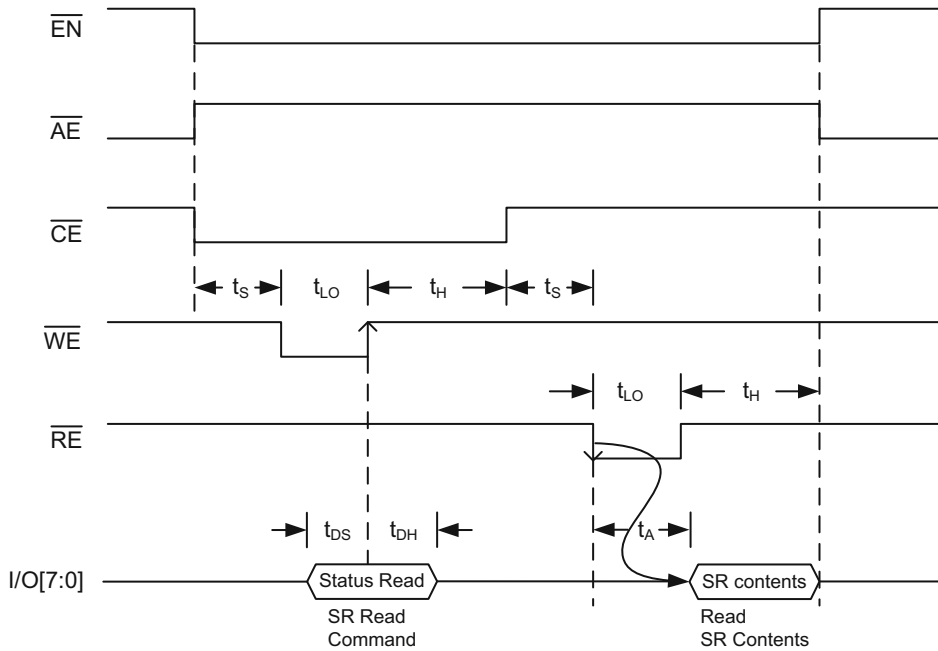 EN
AE
CE
tS tLO tH tS
WE
tLO tH
RE
tDS tDH tA
I/O[7:0] Status Read SR contents
SR Read Command Read SR Contents